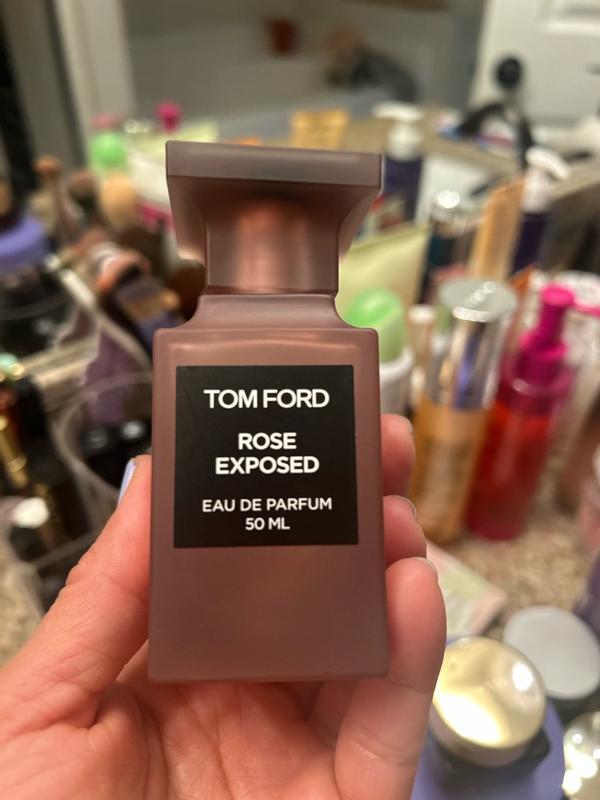 TOM FORD
ROSE
EXPOSED
EAU DE PARFUM
50 ML